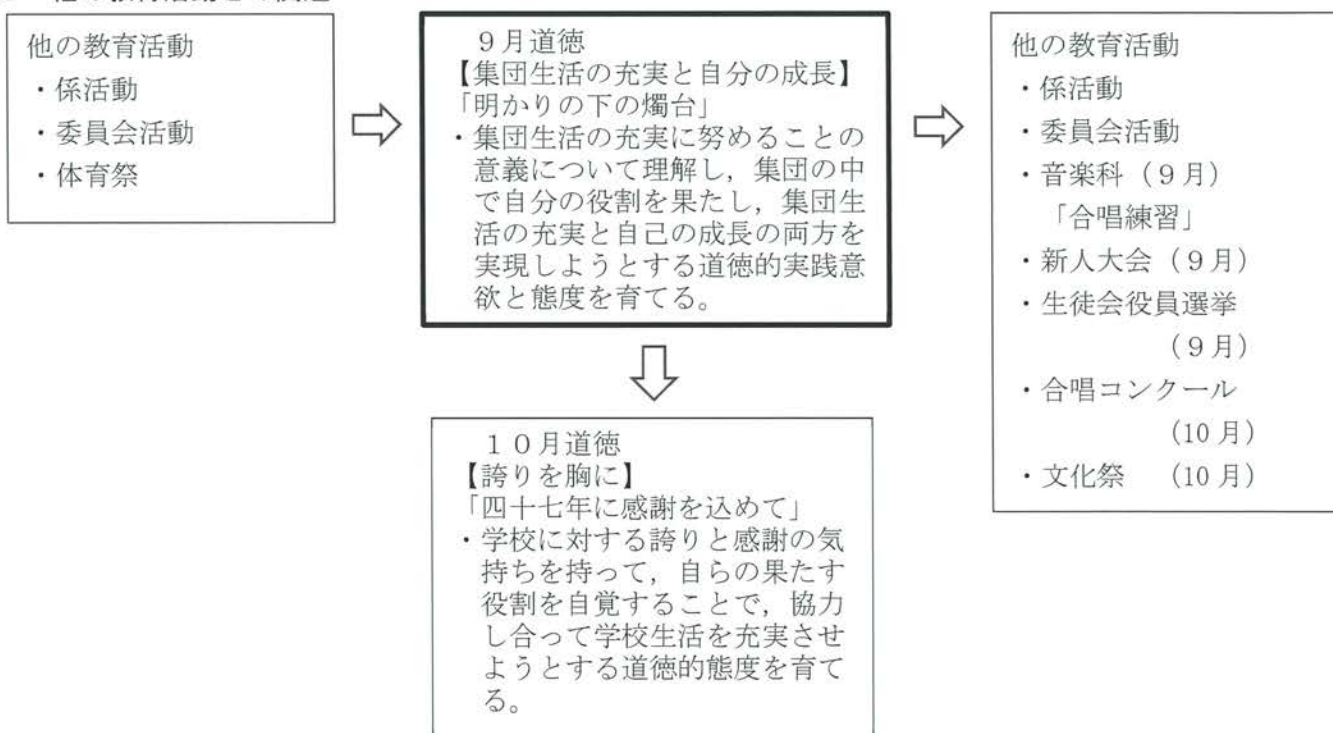 他の教育活動
・係活動
・委員会活動
・体育祭
９月道徳
【集団生活の充実と自分の成長】
「明かりの下の燭台」
・集団生活の充実に努めることの
意義について理解し，集団の中
で自分の役割を果たし，集団生
活の充実と自己の成長の両方を
実現しようとする道徳的実践意
欲と態度を育てる。
他の教育活動
・係活動
・委員会活動
・音楽科（９月）
「合唱練習」
・新人大会（９月）
・生徒会役員選挙
（９月）
・合唱コンクール
（10 月）
・文化祭 （10 月）
１０月道徳
【誇りを胸に】
「四十七年に感謝を込めて」
・学校に対する誇りと感謝の気
持ちを持って，自らの果たす
役割を自覚することで，協力
し合って学校生活を充実させ
ようとする道徳的態度を育て
る。